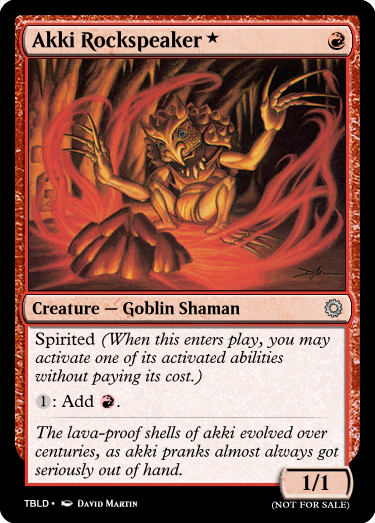 Akki Rockspeaker★
Creature — Goblin Shaman
Spirited (When this enters play, you may
activate one of its activated abilities
without paying its cost.)
1: Add R.
The lava-proof shells of akki evolved over
centuries, as akki pranks almost always got
seriously out of hand.
1/1
TBLD • David Martin
(NOT FOR SALE)